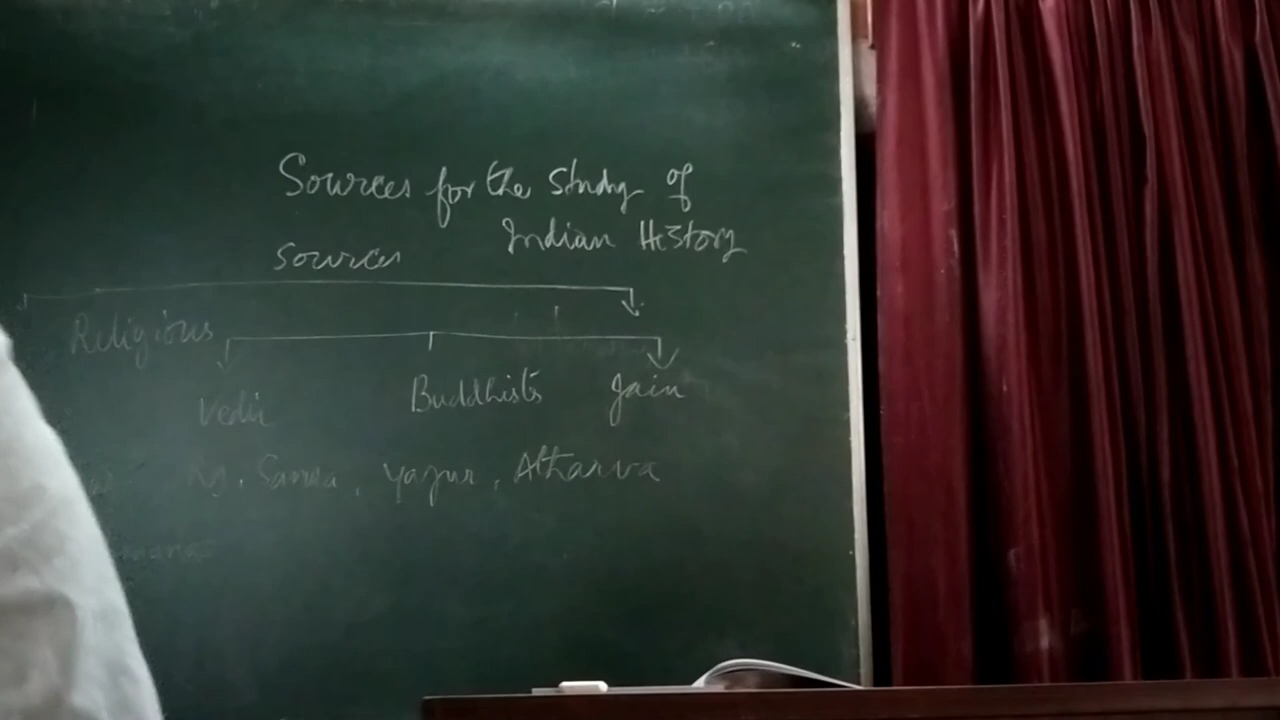 Sources for the Study of
Indian History
Sources
Religious
Vedic Buddhists Jain
Rg, Sama, Yajur, Atharva